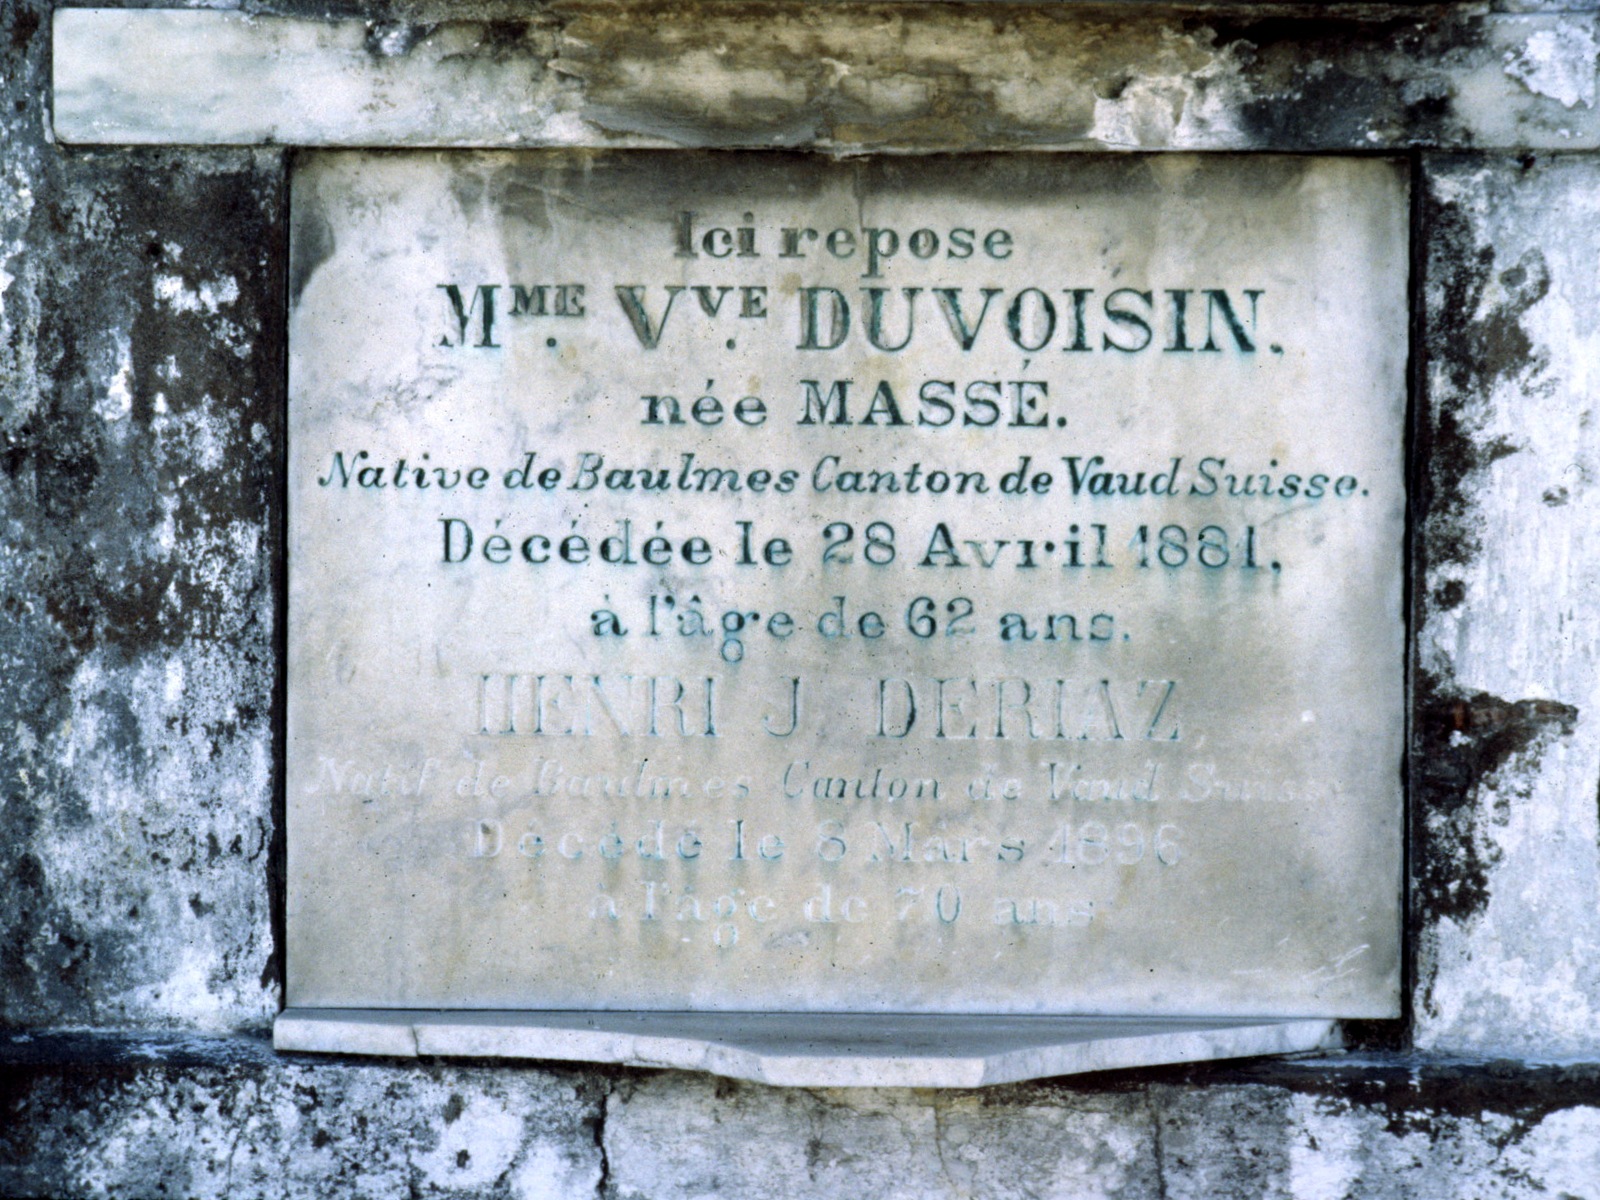 Ici repose
MME. VVE. DUVOISIN.
née MASSÉ.
Native de Baulmes Canton de Vaud Suisse.
Décédée le 28 Avril 1881,
à l'âge de 62 ans.
HENRI J. DERIAZ,
Natif de Baulmes Canton de Vaud Suisse
Décédé le 8 Mars 1896
à l'âge de 70 ans